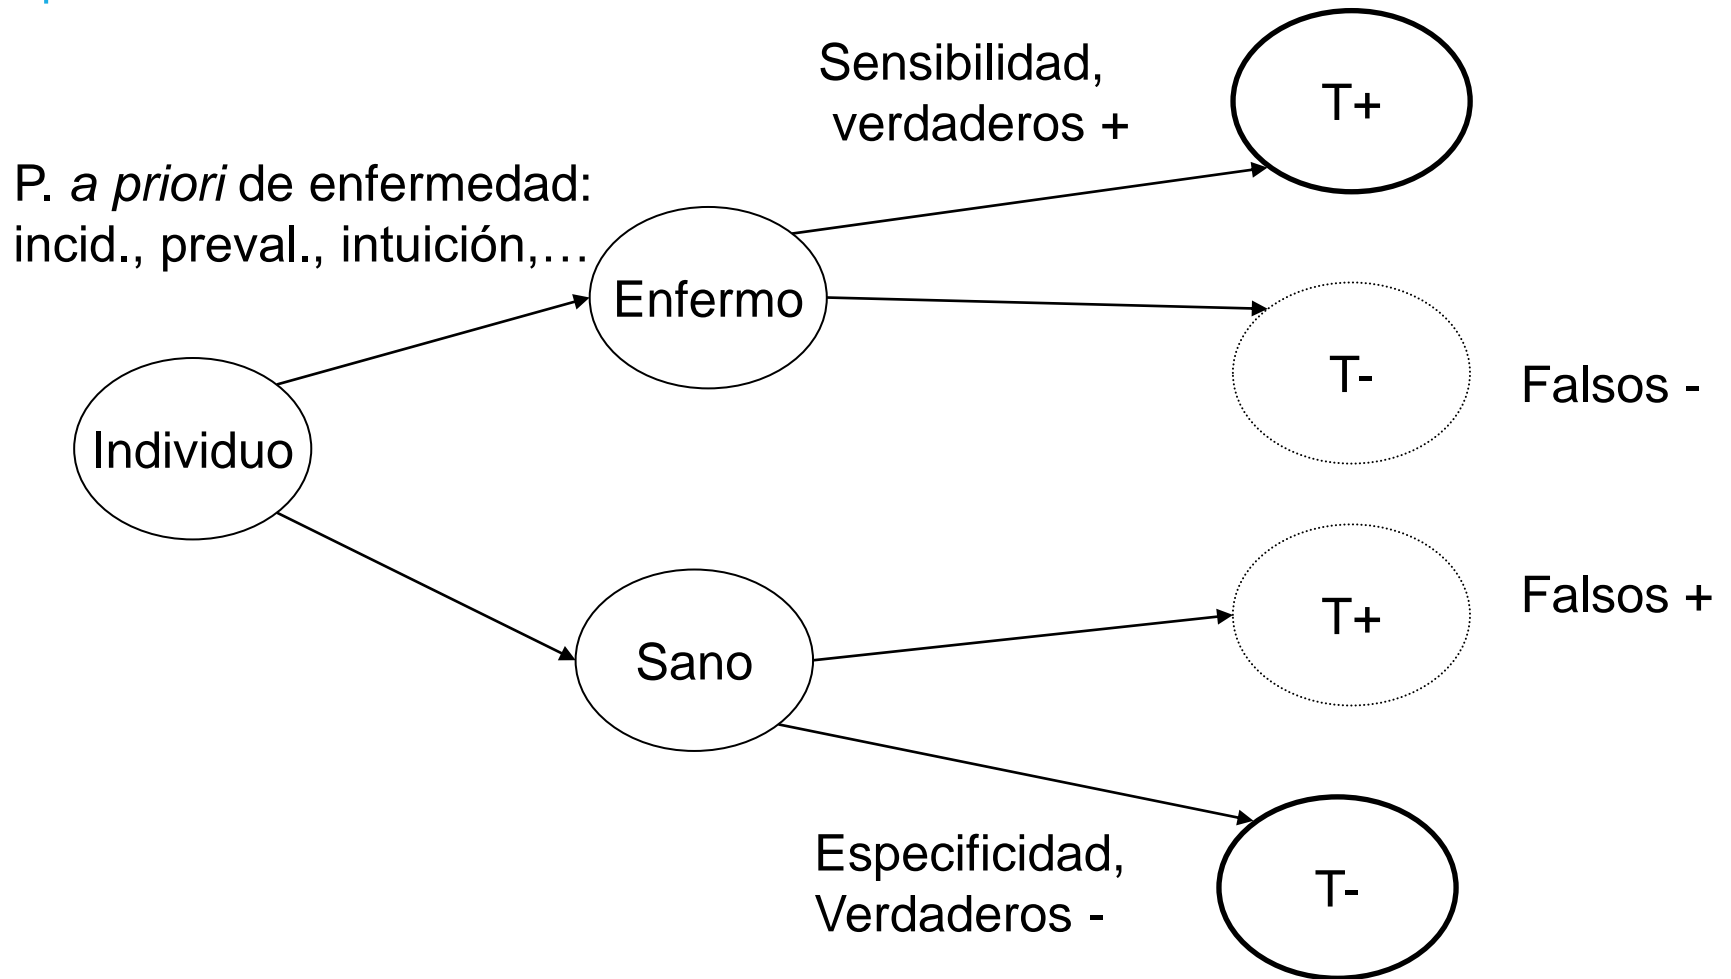 Sensibilidad,
verdaderos +
T+
P. a priori de enfermedad:
incid., preval., intuición,…
Enfermo
T-
Falsos -
Individuo
Falsos +
T+
Sano
Especificidad,
Verdaderos -
T-